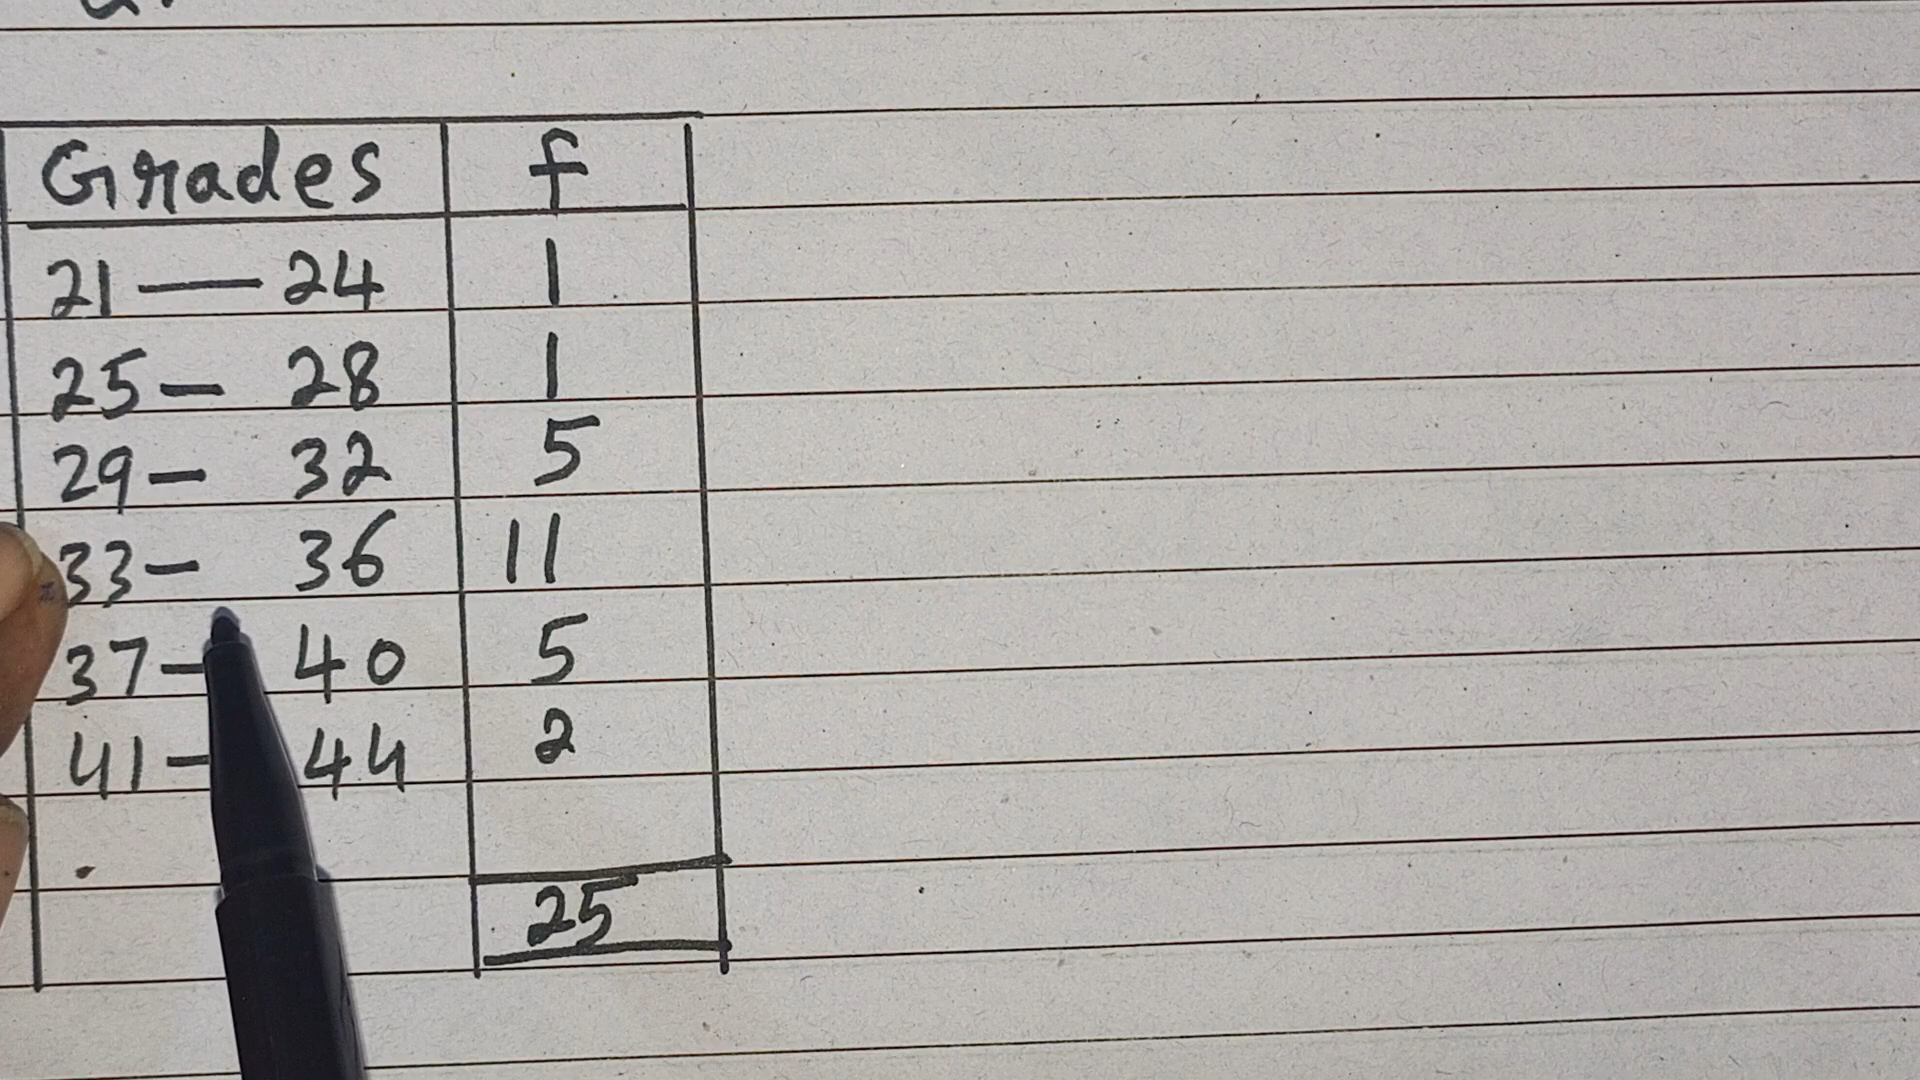 Grades f
21 — 24 1
25 - 28 1
29 - 32 5
33 - 36 11
37 - 40 5
41 - 44 2
25